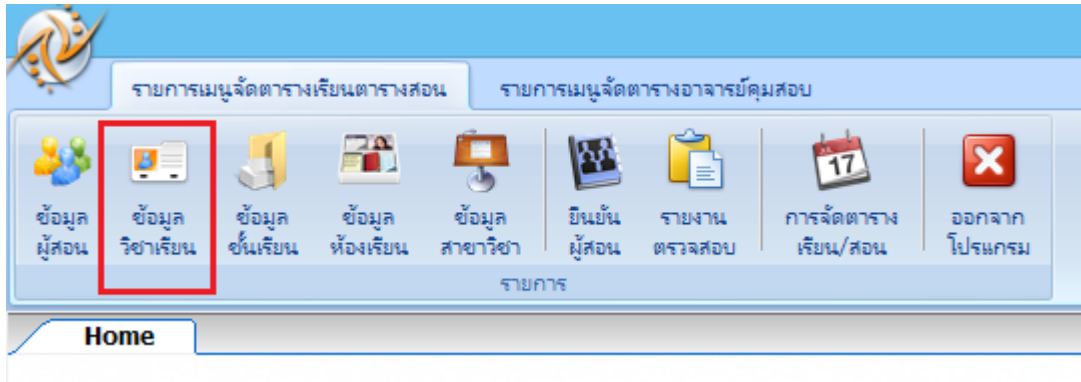 รายการเมนูจัดตารางเรียนตารางสอน รายการเมนูจัดตารางอาจารย์คุมสอบ
17
ข้อมูล ข้อมูล ข้อมูล ข้อมูล ข้อมูล ยืนยัน รายงาน การจัดตาราง ออกจาก
ผู้สอน วิชาเรียน ชั้นเรียน ห้องเรียน สาขาวิชา ผู้สอน ตรวจสอบ เรียน/สอน โปรแกรม
รายการ
Home